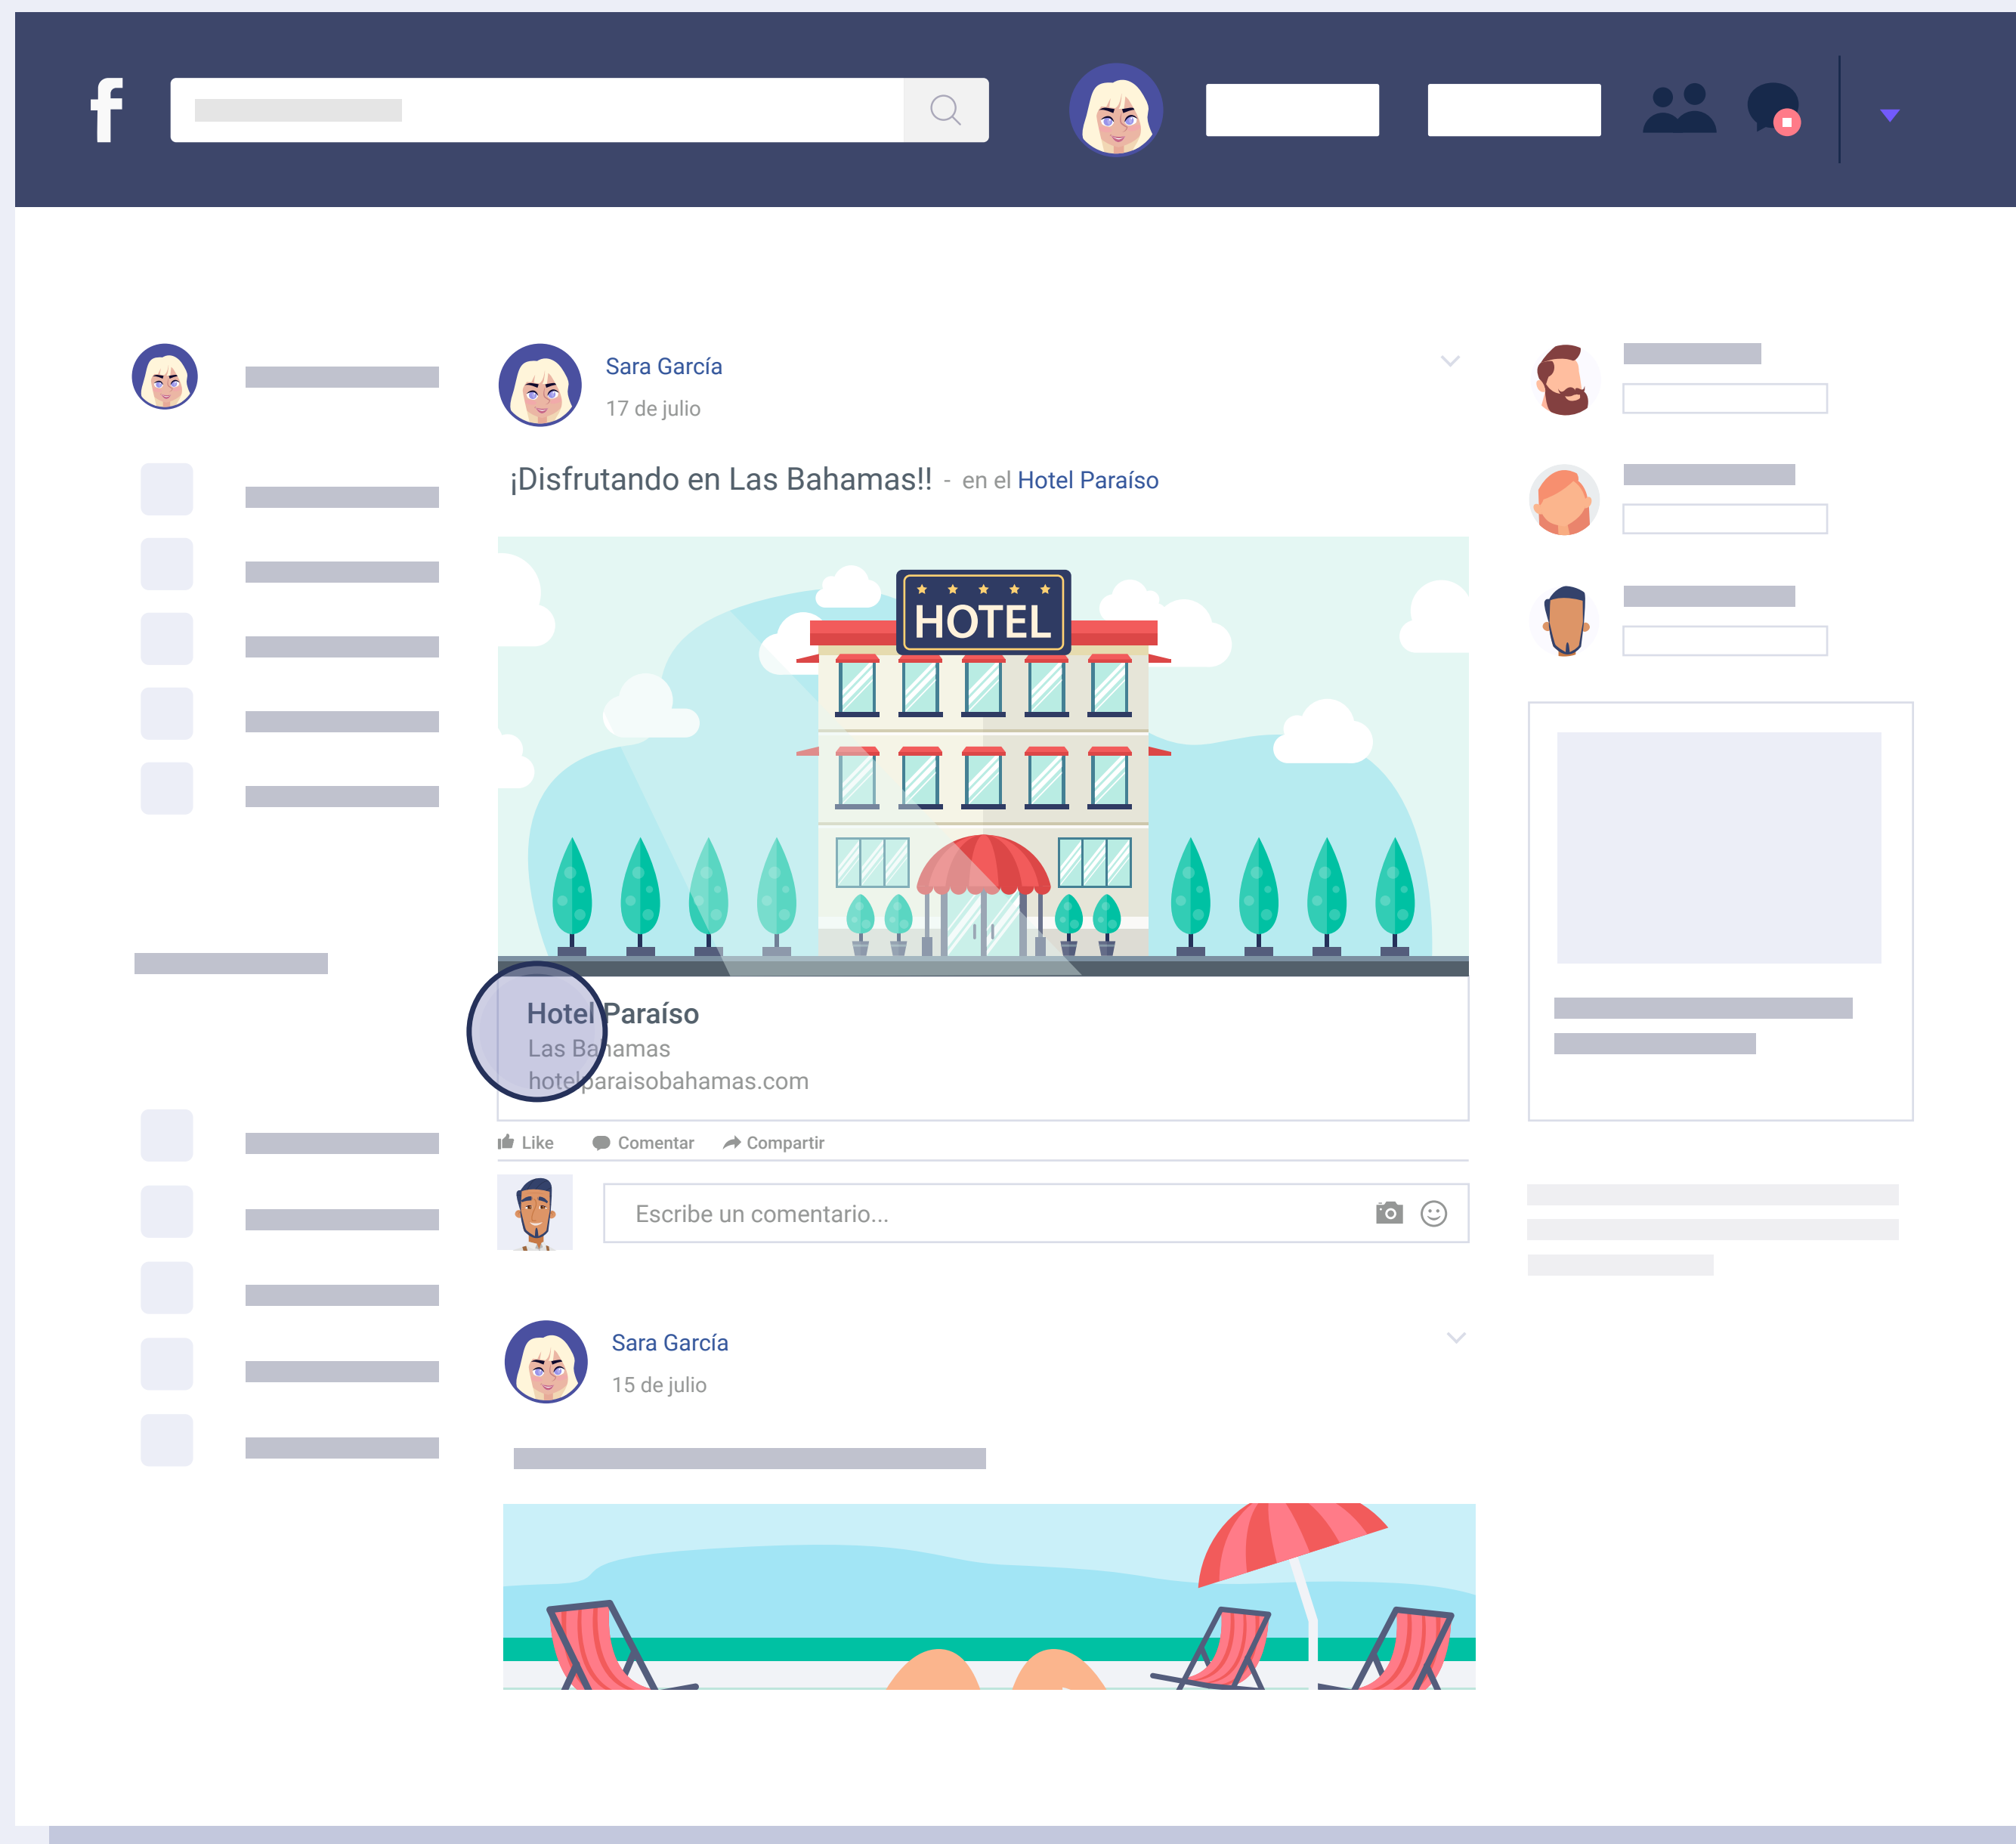 f
Sara García
17 de julio
¡Disfrutando en Las Bahamas!! - en el Hotel Paraíso
HOTEL
Hotel Paraíso
Las Bahamas
hotelparaisobahamas.com
Like Comentar Compartir
Escribe un comentario...
Sara García
15 de julio